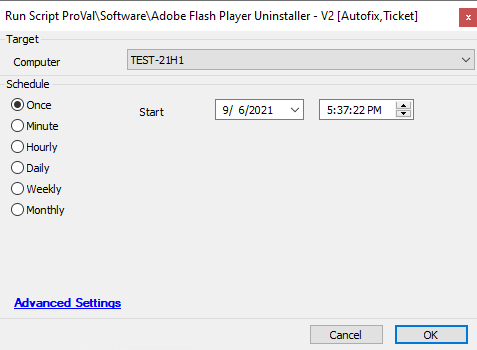 Run Script ProVal\Software\Adobe Flash Player Uninstaller - V2 [Autofix,Ticket]
x
Target
Computer TEST-21H1
Schedule
Once Start 9/ 6/2021 5:37:22 PM
Minute
Hourly
Daily
Weekly
Monthly
Advanced Settings
Cancel OK